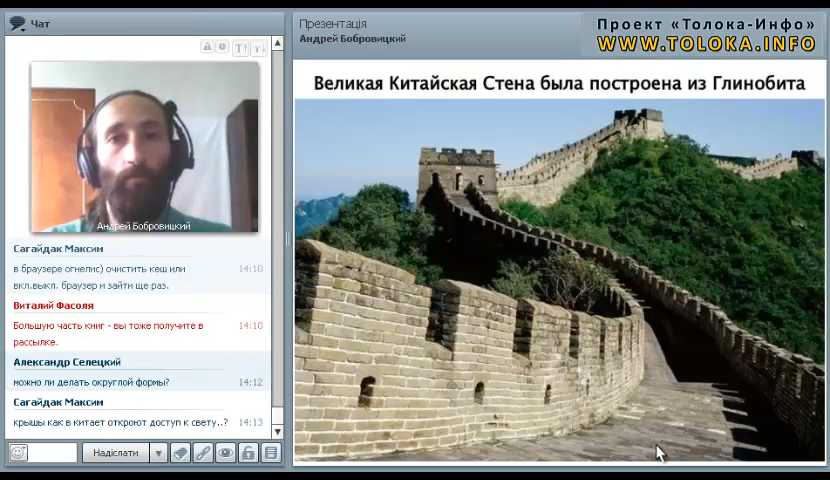 Чат
Андрей Бобровицкий
Сагайдак Максим
в браузере огнелис) очистить кеш или
вкл.выкл. браузер и зайти ще раз.
14:10
Виталий Фасоля
Большую часть книг - вы тоже получите в
рассылке.
14:10
Александр Селецкий
можно ли делать округлой формы?
14:12
Сагайдак Максим
крышы как в китает откроют доступ к свету..?
14:13
Надіслати
Презентація
Андрей Бобровицкий
Проект «Толока-Инфо»
WWW.TOLOKA.INFO
Великая Китайская Стена была построена из Глинобита